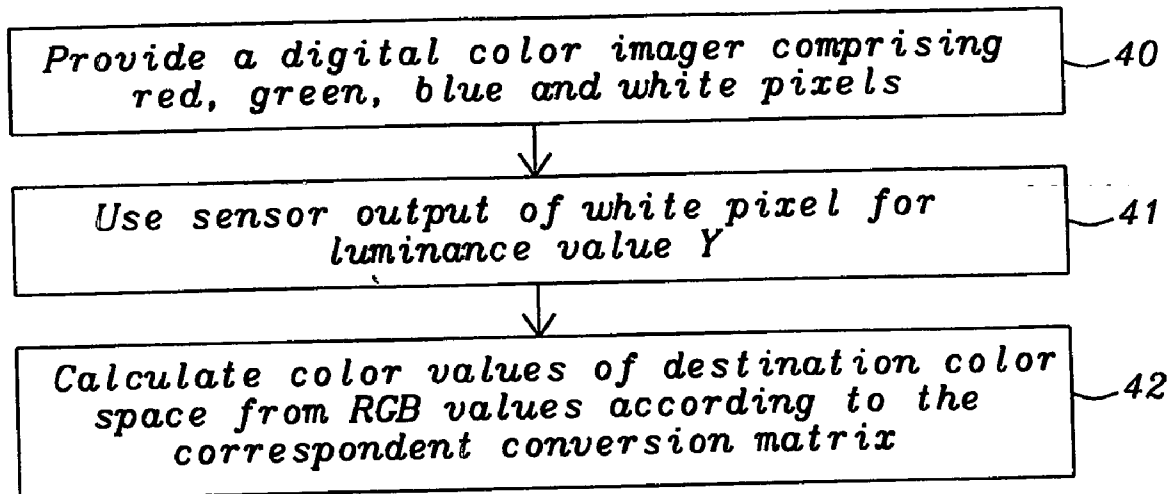 Provide a digital color imager comprising
red, green, blue and white pixels
40
Use sensor output of white pixel for
luminance value Y
41
Calculate color values of destination color
space from RGB values according to the
correspondent conversion matrix
42